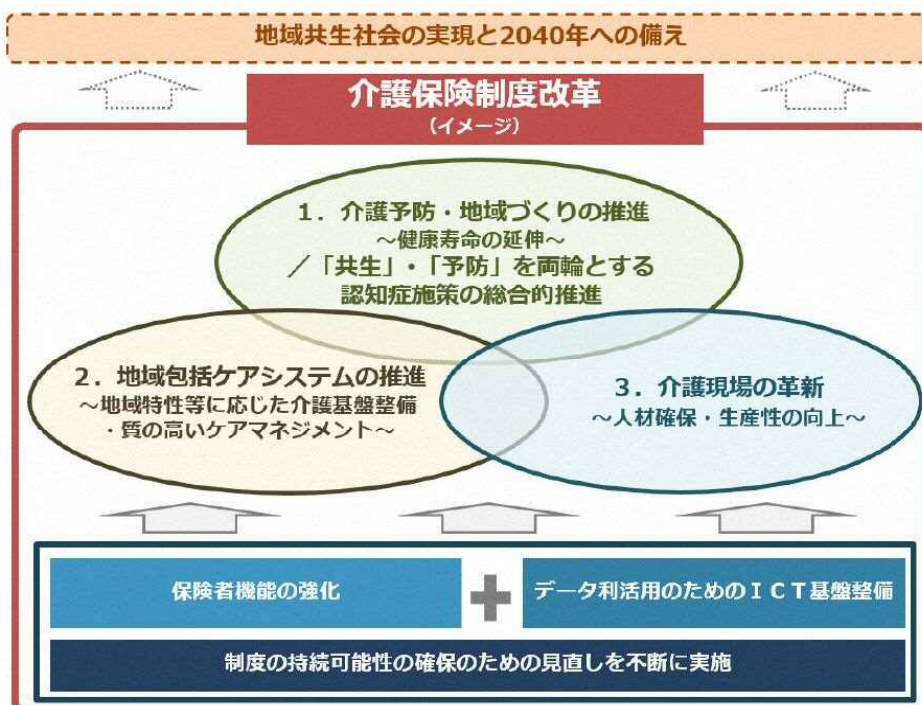 地域共生社会の実現と2040年への備え
介護保険制度改革
（イメージ）
１．介護予防・地域づくりの推進
～健康寿命の延伸～
／「共生」・「予防」を両輪とする
認知症施策の総合的推進
２．地域包括ケアシステムの推進
～地域特性等に応じた介護基盤整備
・質の高いケアマネジメント～
３．介護現場の革新
～人材確保・生産性の向上～
保険者機能の強化
データ利活用のためのＩＣＴ基盤整備
制度の持続可能性の確保のための見直しを不断に実施